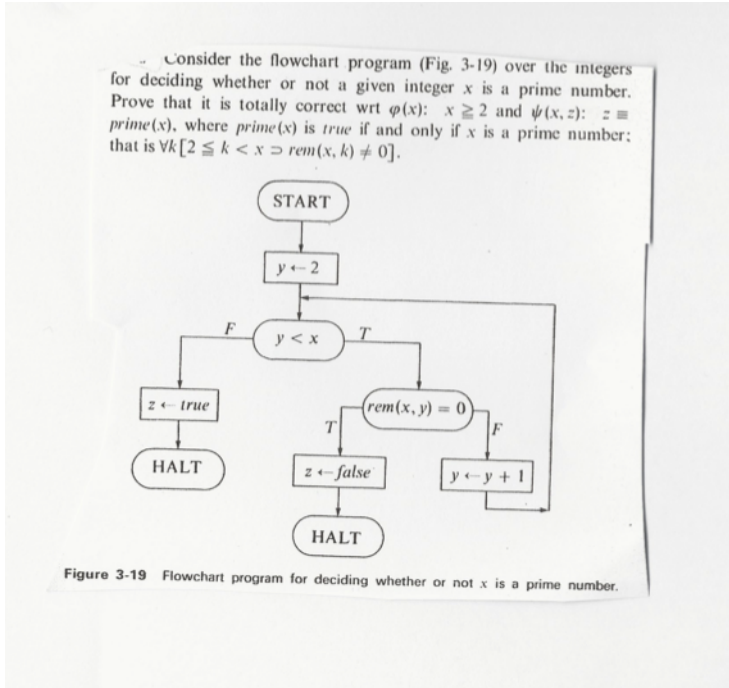 Consider the flowchart program (Fig. 3-19) over the integers
for deciding whether or not a given integer x is a prime number.
Prove that it is totally correct wrt φ(x): x ≧ 2 and ψ(x, z): z ≡
prime(x), where prime(x) is true if and only if x is a prime number;
that is ∀k[2 ≦ k < x ⊃ rem(x, k) ≠ 0].
START
y ← 2
F
y < x
T
z ← true
rem(x, y) = 0
T
F
HALT
z ← false
y ← y + 1
HALT
Figure 3-19 Flowchart program for deciding whether or not x is a prime number.